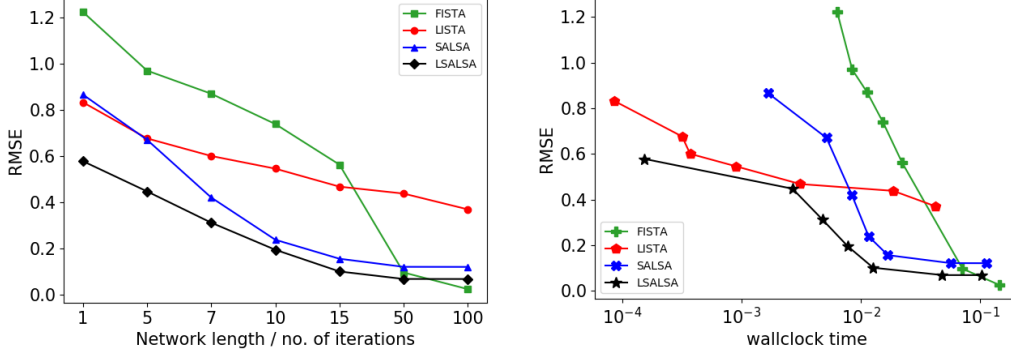 RMSE
1.2
1.0
0.8
0.6
0.4
0.2
0.0
FISTA
LISTA
SALSA
LSALSA
1 5 7 10 15 50 100
Network length / no. of iterations
RMSE
1.2
1.0
0.8
0.6
0.4
0.2
0.0
FISTA
LISTA
SALSA
LSALSA
10⁻⁴ 10⁻³ 10⁻² 10⁻¹
wallclock time